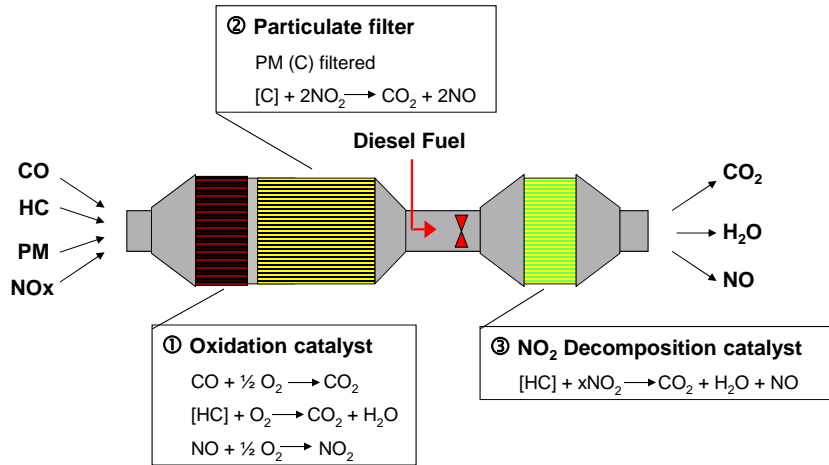 ② Particulate filter
PM (C) filtered
[C] + 2NO₂ → CO₂ + 2NO
Diesel Fuel
CO
HC
PM
NOx
CO₂
H₂O
NO
① Oxidation catalyst
CO + ½ O₂ → CO₂
[HC] + O₂ → CO₂ + H₂O
NO + ½ O₂ → NO₂
③ NO₂ Decomposition catalyst
[HC] + xNO₂ → CO₂ + H₂O + NO